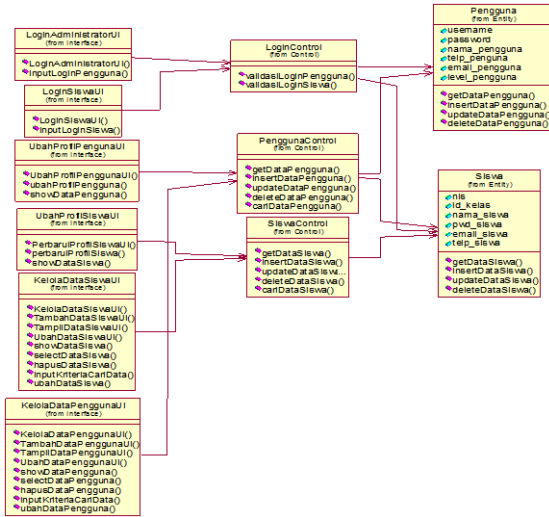 LoginAdministratorUI
(from Interface)
LoginAdministratorUI()
inputLoginPengguna()
LoginSiswaUI
(from Interface)
LoginSiswaUI()
inputLoginSiswa()
UbahProfilPenggunaUI
(from Interface)
UbahProfilPenggunaUI()
ubahProfilPengguna()
showDataPengguna()
UbahProfilSiswaUI
(from Interface)
PerbaruiProfilSiswaUI()
perbaruiProfilSiswa()
showDataSiswa()
KelolaDataSiswaUI
(from Interface)
KelolaDataSiswaUI()
TambahDataSiswaUI()
TampilDataSiswaUI()
UbahDataSiswaUI()
showDataSiswa()
selectDataSiswa()
hapusDataSiswa()
inputKriteriaCariData()
ubahDataSiswa()
KelolaDataPenggunaUI
(from Interface)
KelolaDataPenggunaUI()
TambahDataPenggunaUI()
TampilDataPenggunaUI()
UbahDataPenggunaUI()
showDataPengguna()
selectDataPengguna()
hapusDataPengguna()
inputKriteriaCariData()
ubahDataPengguna()
LoginControl
(from Control)
validasiLoginPengguna()
validasiLoginSiswa()
PenggunaControl
(from Control)
getDataPengguna()
insertDataPengguna()
updateDataPengguna()
deleteDataPengguna()
cariDataPengguna()
SiswaControl
(from Control)
getDataSiswa()
insertDataSiswa()
updateDataSisw...
deleteDataSiswa()
cariDataSiswa()
Pengguna
(from Entity)
username
password
nama_pengguna
telp_pengguna
email_pengguna
level_pengguna
getDataPengguna()
insertDataPengguna()
updateDataPengguna()
deleteDataPengguna()
Siswa
(from Entity)
nis
id_kelas
nama_siswa
pwd_siswa
email_siswa
telp_siswa
getDataSiswa()
insertDataSiswa()
updateDataSiswa()
deleteDataSiswa()